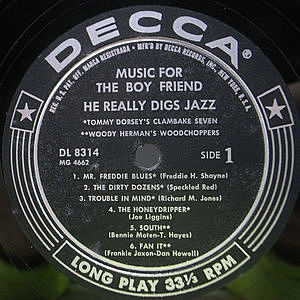 DECCA®
REG. U.S. PAT. OFF. MARCA REGISTRADA • MFR'D BY DECCA RECORDS, INC., NEW YORK, U.S.A.
MUSIC FOR
THE BOY FRIEND
HE REALLY DIGS JAZZ
*TOMMY DORSEY'S CLAMBAKE SEVEN
**WOODY HERMAN'S WOODCHOPPERS
DL 8314
MG 4662
SIDE 1
1. MR. FREDDIE BLUES* (Freddie H. Shayne)
2. THE DIRTY DOZENS* (Speckled Red)
3. TROUBLE IN MIND* (Richard M. Jones)
4. THE HONEYDRIPPER*
(Joe Liggins)
5. SOUTH**
(Bennie Moten-T. Hayes)
6. FAN IT**
(Frankie Jaxon-Dan Howell)
LONG PLAY 33⅓ RPM